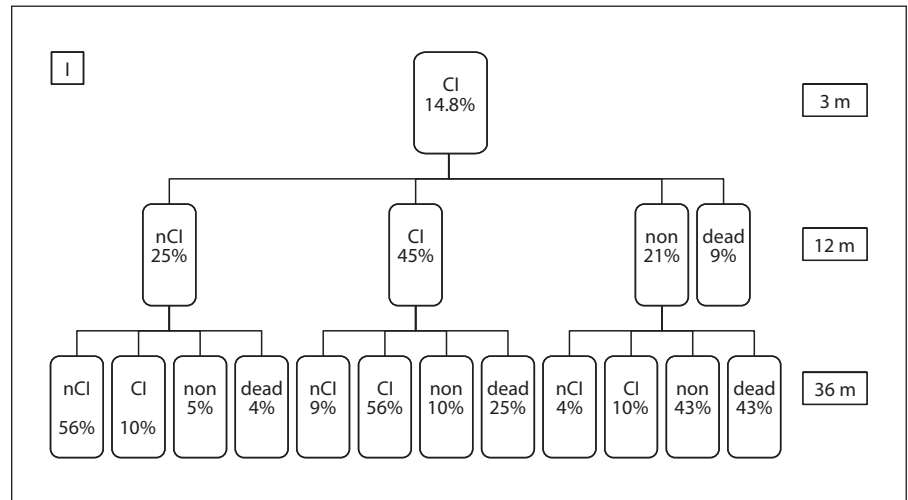 I
CI
14.8%
3 m
nCI
25%
CI
45%
non
21%
dead
9%
12 m
nCI
56%
CI
10%
non
5%
dead
4%
nCI
9%
CI
56%
non
10%
dead
25%
nCI
4%
CI
10%
non
43%
dead
43%
36 m